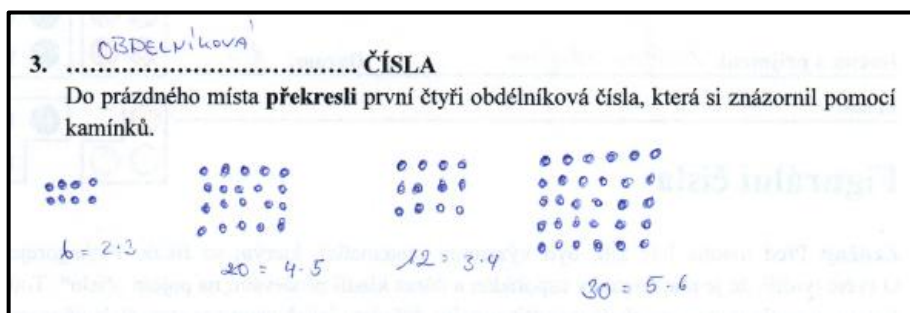 OBDELNÍKOVÁ
3. ........................................ČÍSLA
Do prázdného místa překresli první čtyři obdélníková čísla, která si znázornil pomocí
kamínků.
6 = 2·3
20 = 4·5
12 = 3·4
30 = 5·6